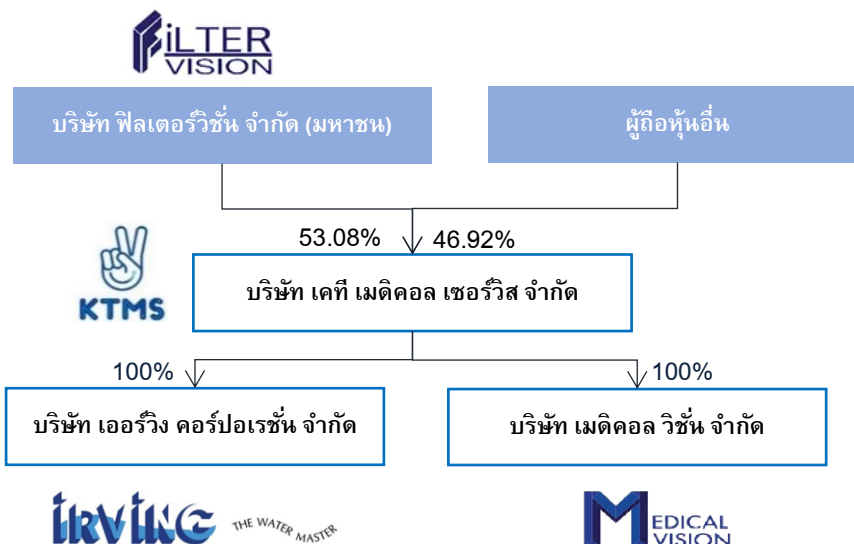 FiLTER
VISION
บริษัท ฟิลเตอร์วิชั่น จำกัด (มหาชน)
ผู้ถือหุ้นอื่น
53.08%
46.92%
KTMS
บริษัท เคที เมดิคอล เซอร์วิส จำกัด
100%
100%
บริษัท เออร์วิง คอร์ปอเรชั่น จำกัด
บริษัท เมดิคอล วิชั่น จำกัด
iRViNG THE WATER MASTER
MEDICAL
VISION